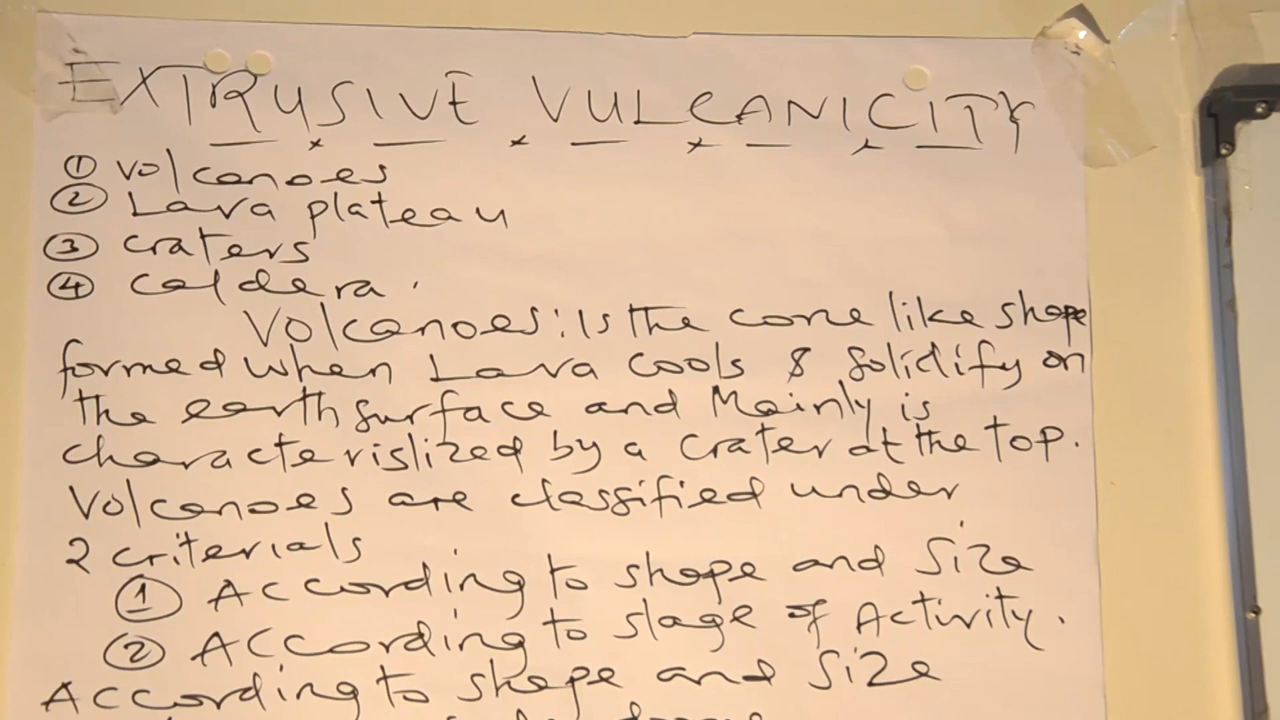 EXTRUSIVE VULCANICITY
① Volcanoes
② Lava plateau
③ craters
④ caldera.
Volcanoes: Is the cone like shape
formed when Lava cools & Solidify on
the earth surface and Mainly is
characterislized by a crater at the top.
Volcanoes are classified under
2 criterials
① According to shape and Size
② According to slage of Activity.
According to shape and Size